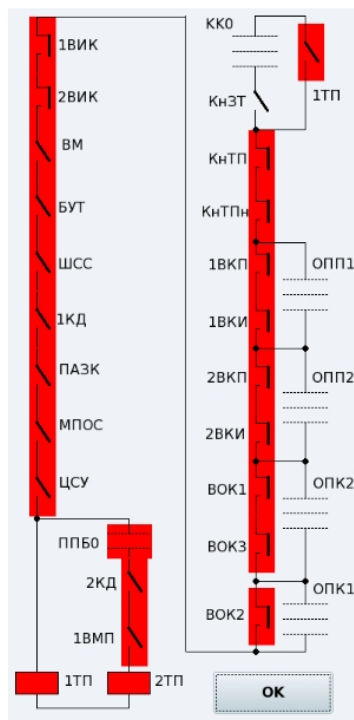 1ВИК
2ВИК
ВМ
БУТ
ШСС
1КД
ПАЗК
МПОС
ЦСУ
ППБ0
2КД
1ВМП
1ТП
2ТП
КК0
1ТП
КнЗТ
КнТП
КнТПн
1ВКП
ОПП1
1ВКИ
2ВКП
ОПП2
2ВКИ
ВОК1
ОПК2
ВОК3
ОПК1
ВОК2
OK